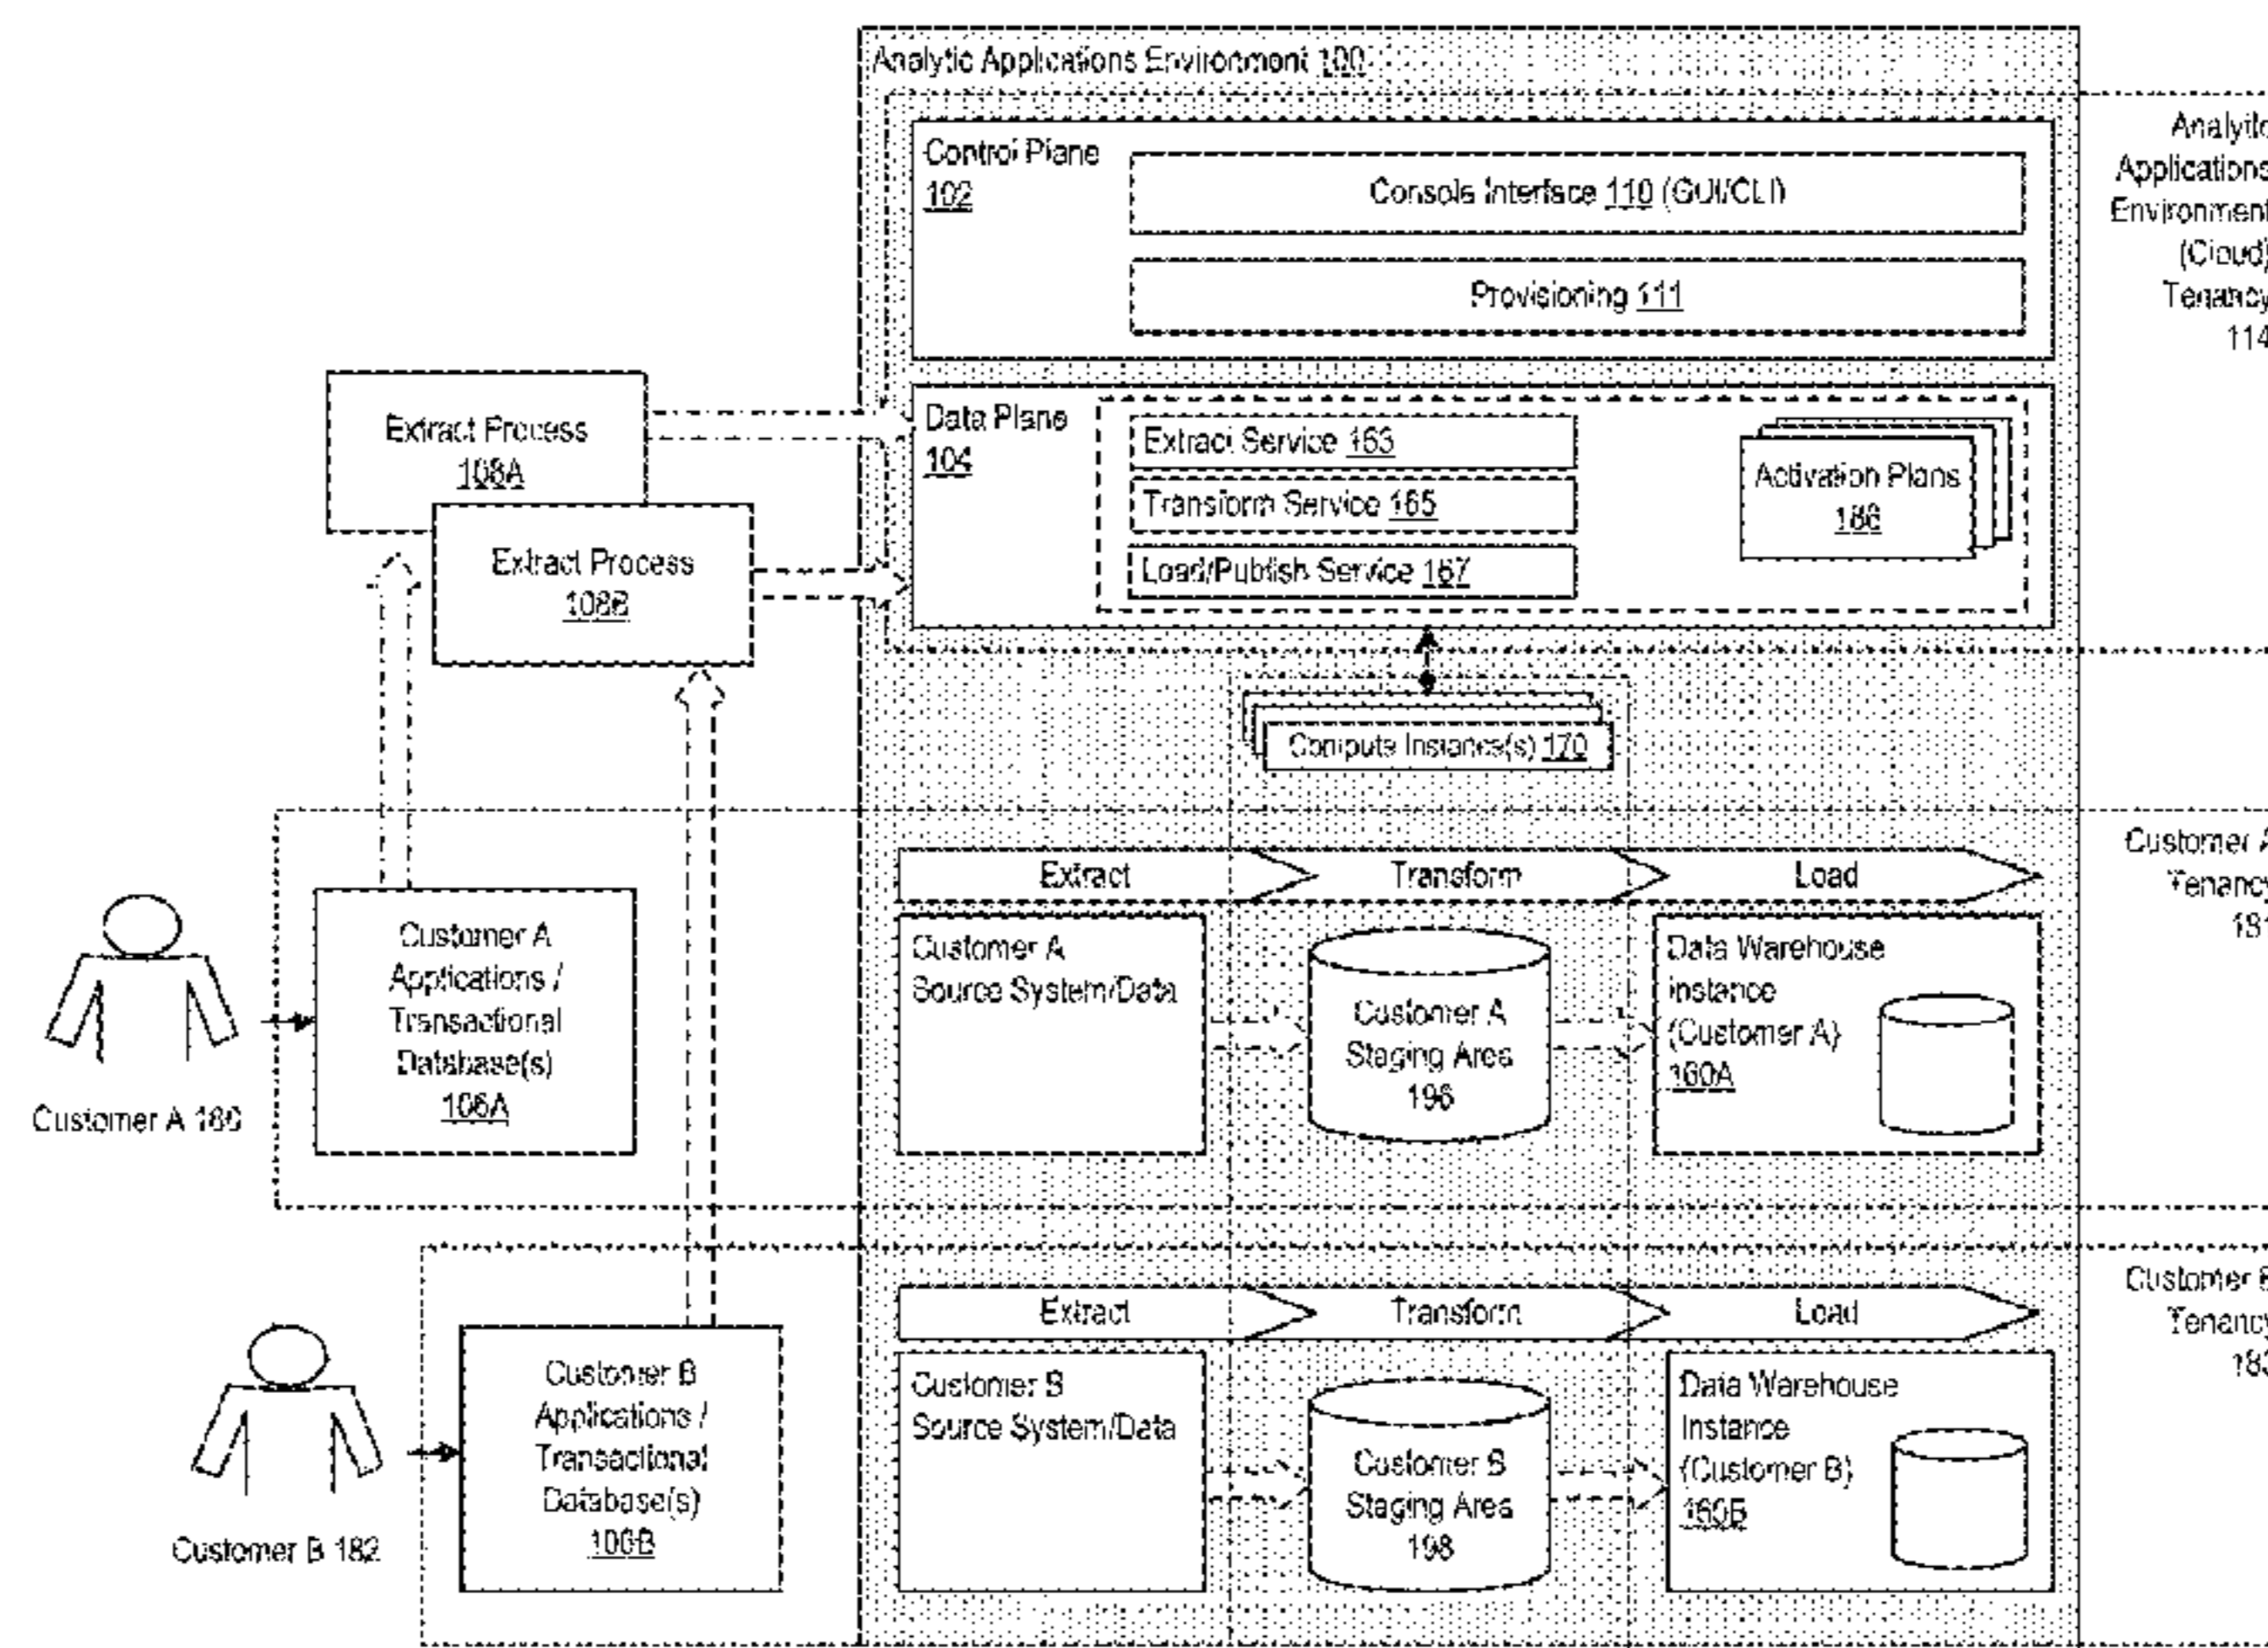 Analytic Applications Environment 100
Control Plane
102
Console Interface 110 (GUI/CLI)
Provisioning 111
Analytic
Applications
Environment
(Cloud)
Tenancy
114
Extract Process
108A
Extract Process
108B
Data Plane
104
Extract Service 163
Transform Service 165
Load/Publish Service 167
Activation Plans
186
Compute Instance(s) 170
Customer A
Tenancy
181
Extract
Transform
Load
Customer A
Applications /
Transactional
Database(s)
106A
Customer A 180
Customer A
Source System/Data
Customer A
Staging Area
196
Data Warehouse
Instance
(Customer A)
160A
Customer B
Tenancy
183
Extract
Transform
Load
Customer B
Applications /
Transactional
Database(s)
106B
Customer B 182
Customer B
Source System/Data
Customer B
Staging Area
198
Data Warehouse
Instance
(Customer B)
160B